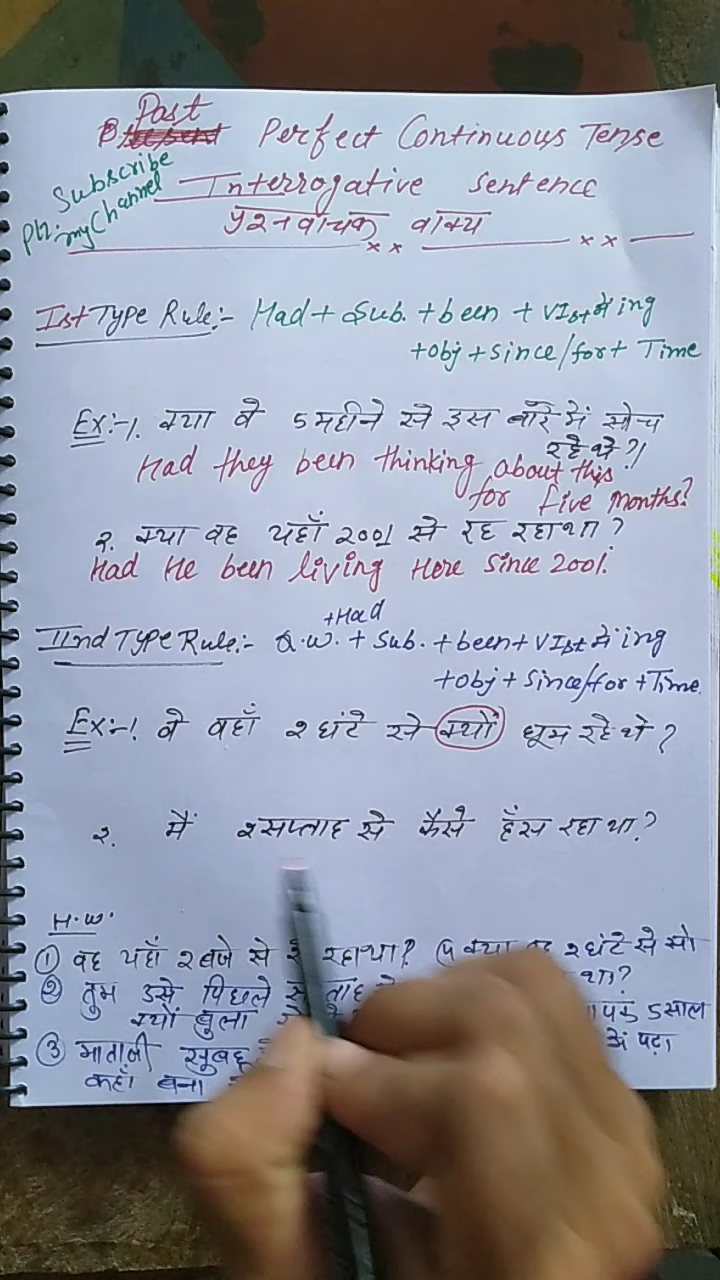 Past
Perfect Continuous Tense
Subscribe
Plz:- my Channel
Interrogative Sentence
प्रश्नवाचक वाक्य
Ist Type Rule:- Had + Sub. + been + VIst में ing
+ obj + since/for + Time
Ex:-1. क्या वे 5 महीने से इस बारे में सोच
रहे थे?
Had they been thinking about this
for five months?
2. क्या वह यहाँ 2001 से रह रहा था?
Had He been living Here Since 2001.
IInd Type Rule:- Q.W. + Had + Sub. + been + VIst में ing
+ obj + Since/for + Time
Ex:-1. वे वहाँ 2 घंटे से क्यों घूम रहे थे?
2. मैं 2 सप्ताह से कैसे हँस रहा था?
H.W.
① वह यहाँ 2 बजे से रहा था? 2 घंटे से सो
② तुम उसे पिछले था?
क्यों बुला 5 साल
③ माताजी सुबह में पढ़ा
कहाँ बना